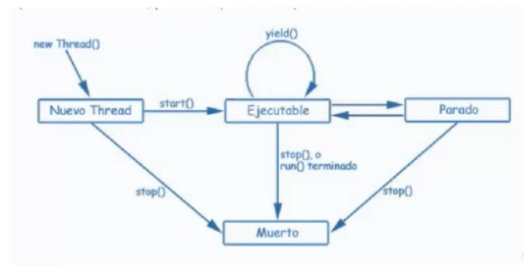 yield()
new Thread()
Nuevo Thread
start()
Ejecutable
Parado
stop(), o
run() terminado
stop()
stop()
Muerto